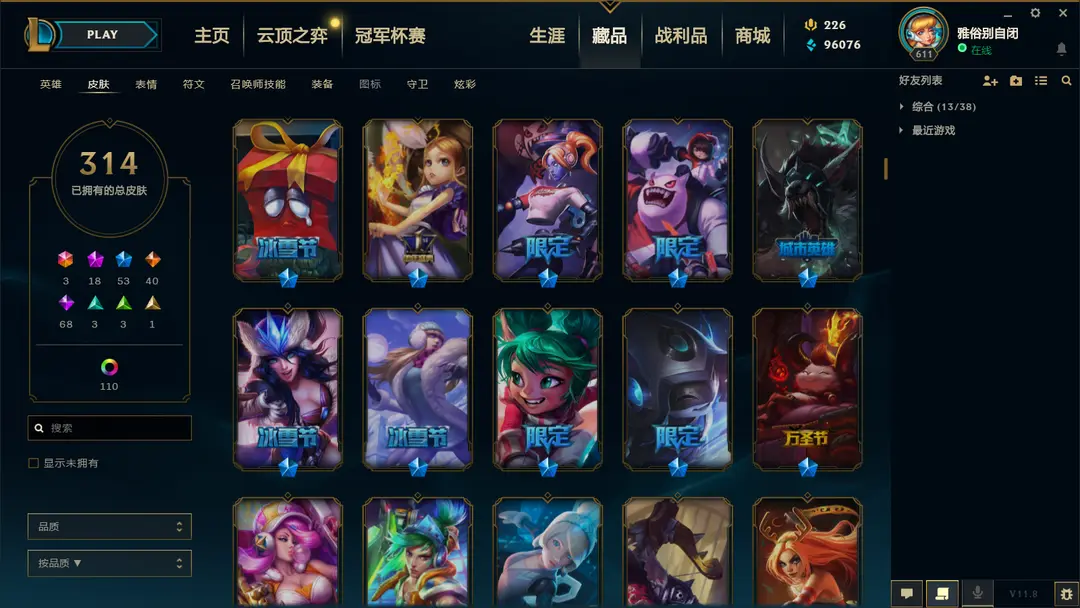 PLAY
主页
云顶之弈
冠军杯赛
生涯
藏品
战利品
商城
226
96076
611
雅俗别自闭
在线
英雄
皮肤
表情
符文
召唤师技能
装备
图标
守卫
炫彩
好友列表
综合 (13/38)
最近游戏
314
已拥有的总皮肤
3 18 53 40
68 3 3 1
110
搜索
显示未拥有
品质
按品质▼
冰雪节
限定
限定
城市英雄
冰雪节
冰雪节
限定
限定
万圣节
V11.8